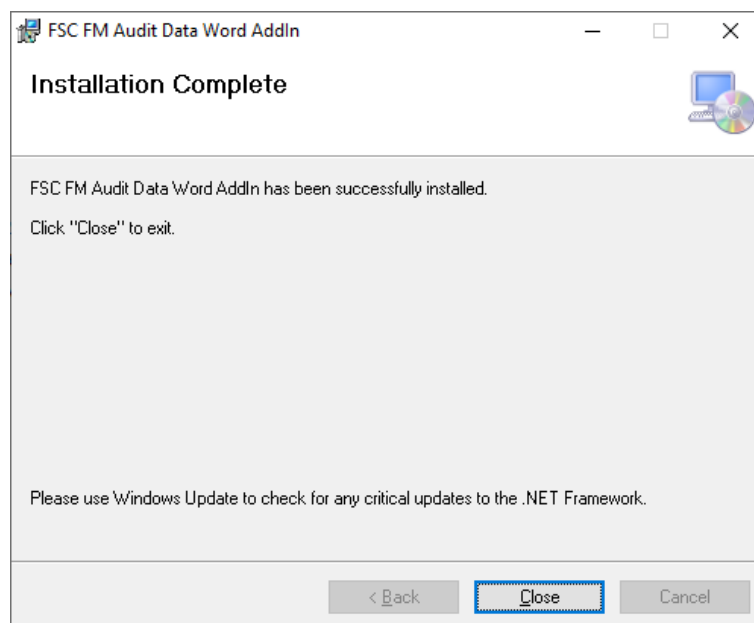 FSC FM Audit Data Word AddIn
Installation Complete
FSC FM Audit Data Word AddIn has been successfully installed.
Click "Close" to exit.
Please use Windows Update to check for any critical updates to the .NET Framework.
< Back
Close
Cancel